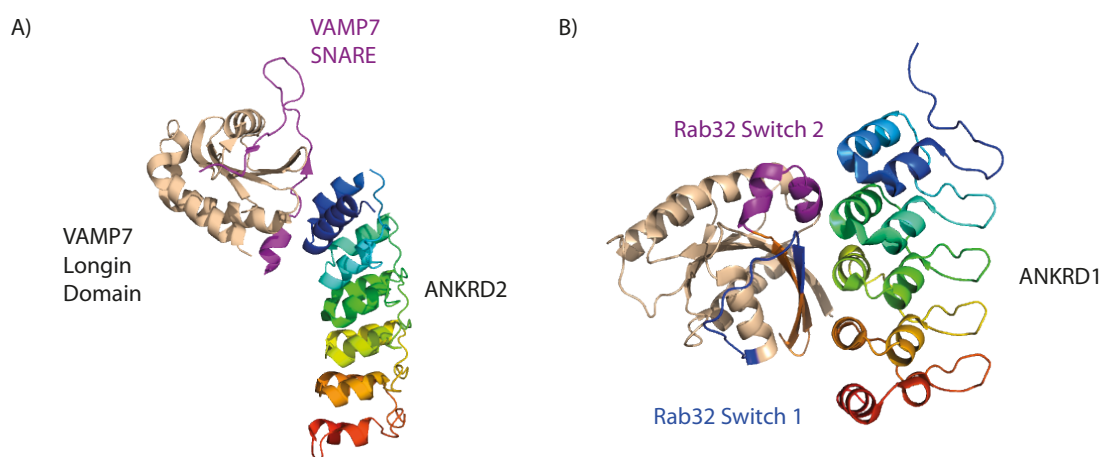 A)
VAMP7
SNARE
VAMP7
Longin
Domain
ANKRD2
B)
Rab32 Switch 2
ANKRD1
Rab32 Switch 1